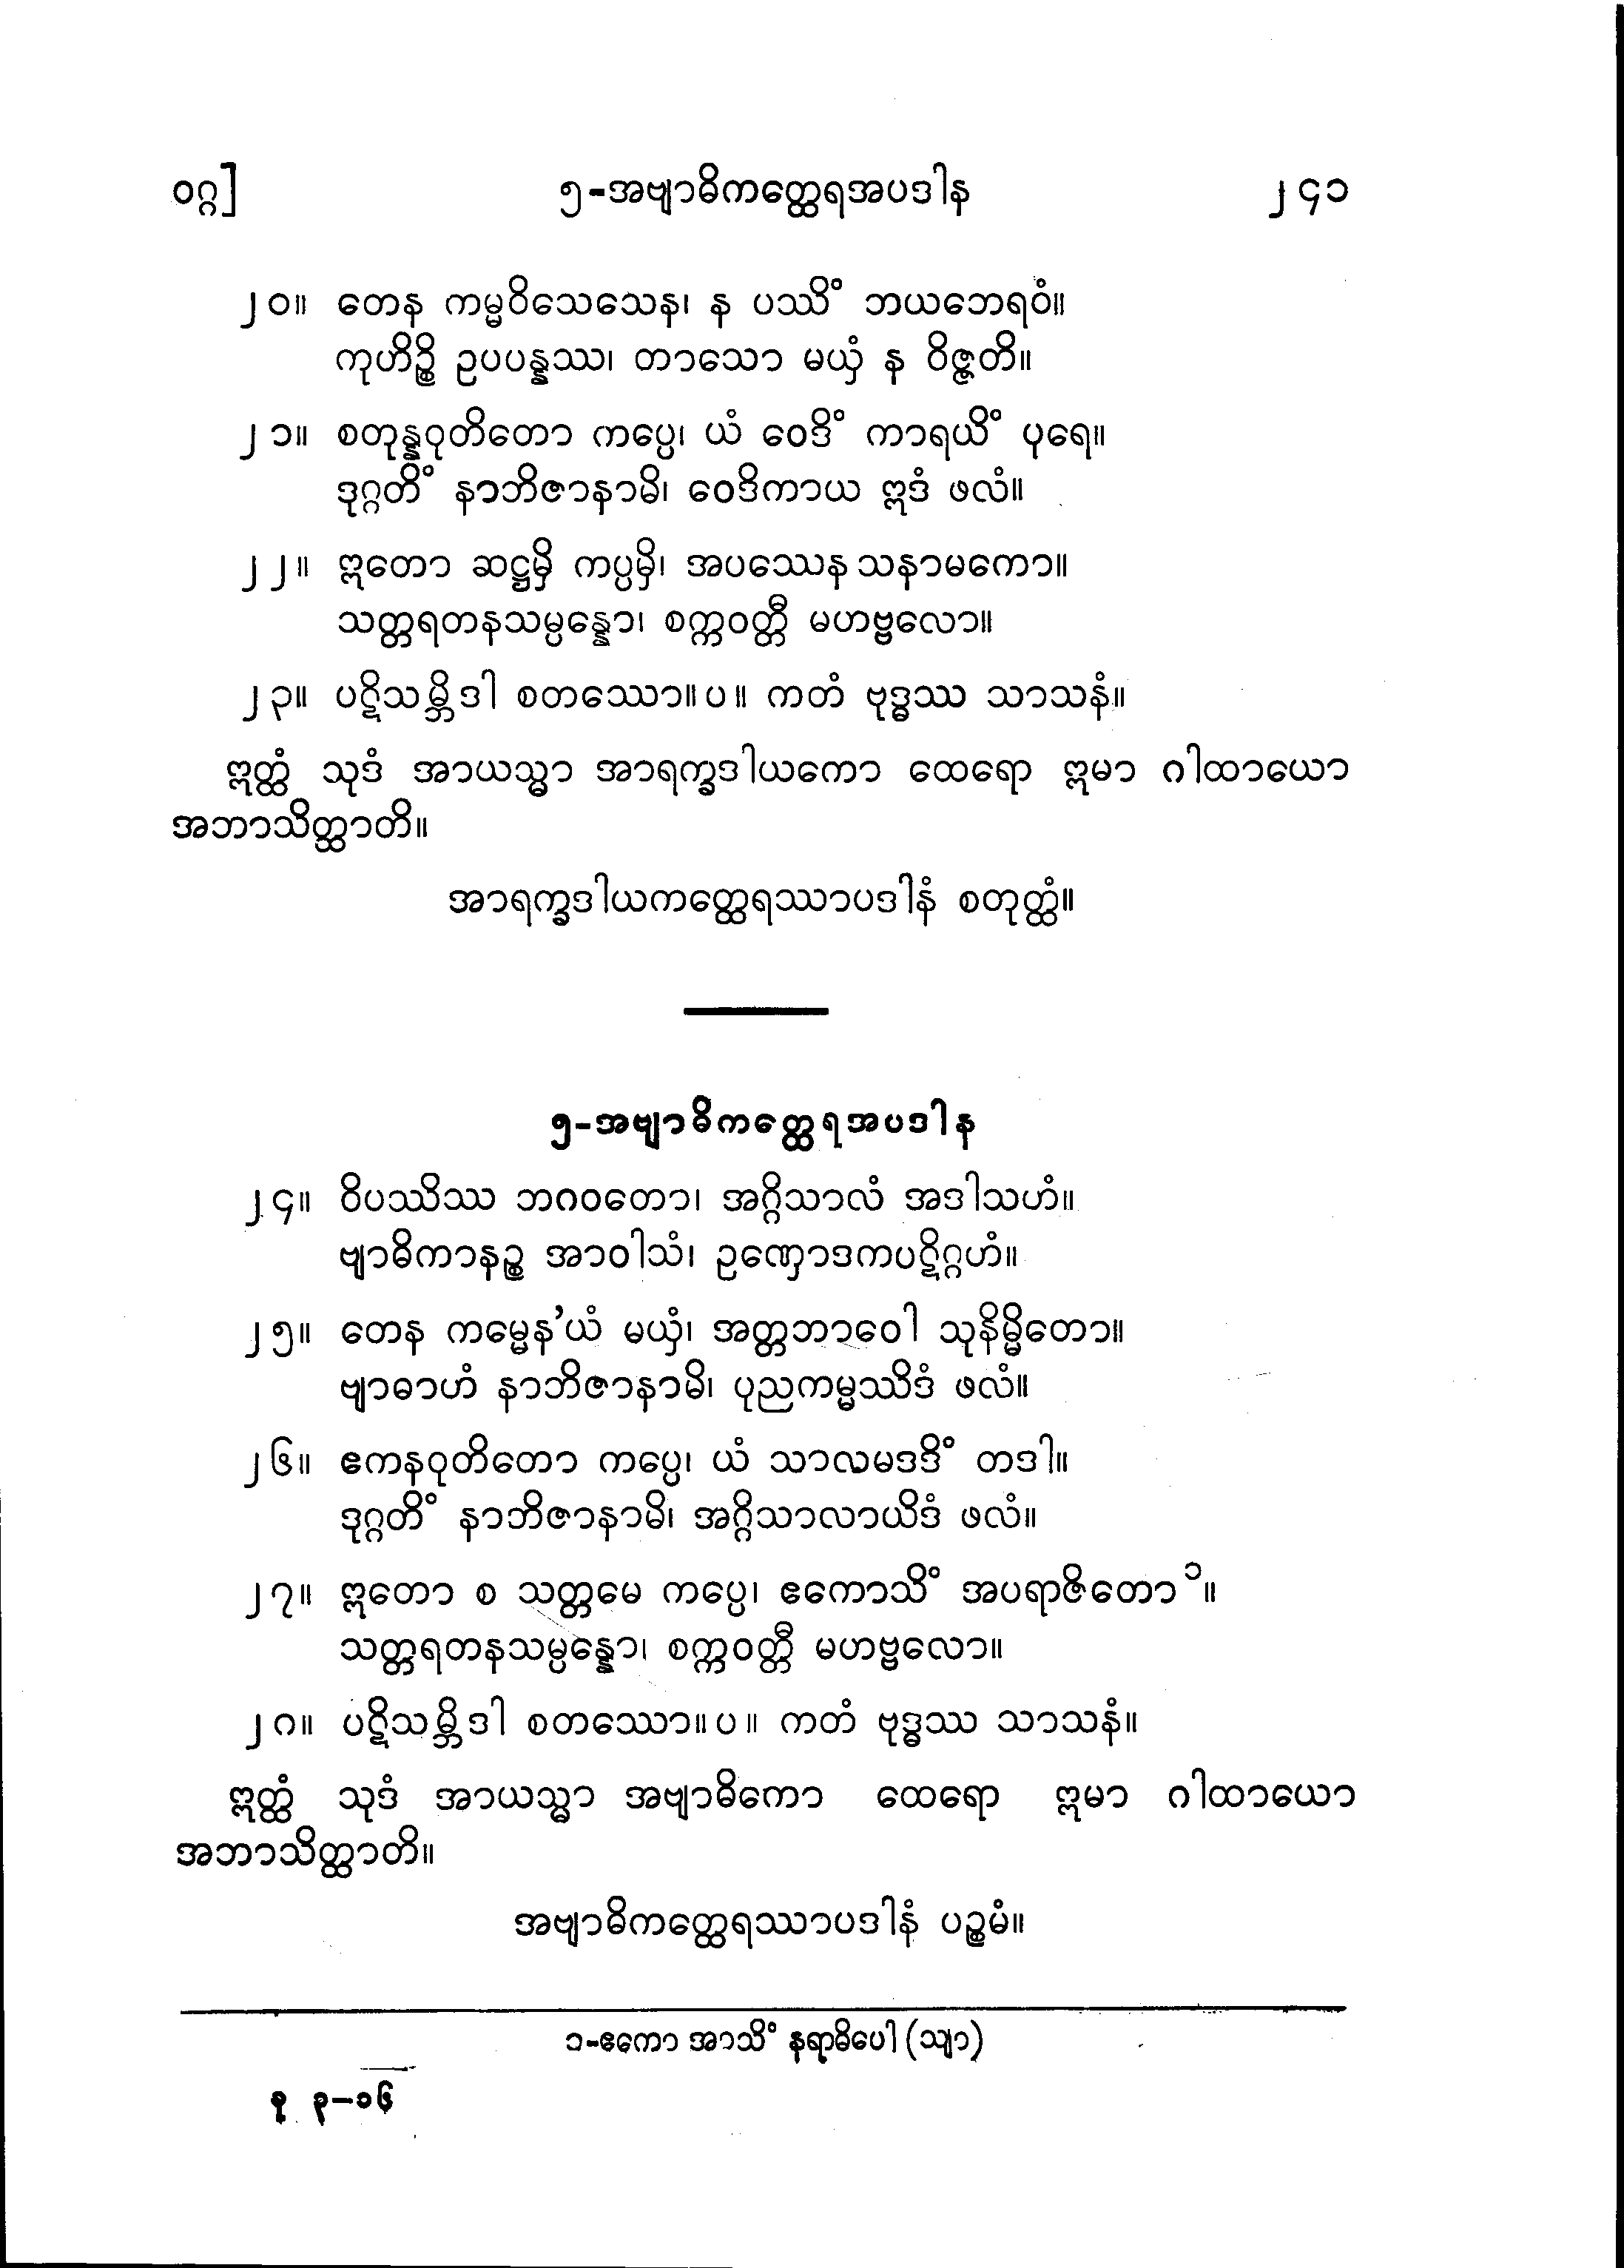 ဝဂ္ဂ] ၅-အဗျာဓိကတ္ထေရအပဒါန ၂၄၁
၂၀။ တေန ကမ္မဝိသေသေန၊ န ပဿိံ ဘယဘေရဝံ။
ကုဟိဉ္စိ ဥပပန္နဿ၊ တာသော မယှံ န ဝိဇ္ဇတိ။
၂၁။ စတုန္နဝုတိတော ကပ္ပေ၊ ယံ ဝေဒိံ ကာရယိံ ပုရေ။
ဒုဂ္ဂတိံ နာဘိဇာနာမိ၊ ဝေဒိကာယ ဣဒံ ဖလံ။
၂၂။ ဣတော ဆဋ္ဌမှိ ကပ္ပမှိ၊ အပဿေနသနာမကော။
သတ္တရတနသမ္ပန္နော၊ စက္ကဝတ္တီ မဟဗ္ဗလော။
၂၃။ ပဋိသမ္ဘိဒါ စတဿော။ပ။ ကတံ ဗုဒ္ဓဿ သာသနံ။
ဣတ္ထံ သုဒံ အာယသ္မာ အာရက္ခဒါယကော ထေရော ဣမာ ဂါထာယော
အဘာသိတ္ထာတိ။
အာရက္ခဒါယကတ္ထေရဿာပဒါနံ စတုတ္ထံ။
၅-အဗျာဓိကတ္ထေရအပဒါန
၂၄။ ဝိပဿိဿ ဘဂဝတော၊ အဂ္ဂိသာလံ အဒါသဟံ။
ဗျာဓိကာနဉ္စ အာဝါသံ၊ ဥဏှောဒကပဋိဂ္ဂဟံ။
၂၅။ တေန ကမ္မေန’ယံ မယှံ၊ အတ္တဘာဝေါ သုနိမ္မိတော။
ဗျာဓာဟံ နာဘိဇာနာမိ၊ ပုညကမ္မဿိဒံ ဖလံ။
၂၆။ ဧကနဝုတိတော ကပ္ပေ၊ ယံ သာလမဒဒိံ တဒါ။
ဒုဂ္ဂတိံ နာဘိဇာနာမိ၊ အဂ္ဂိသာလာယိဒံ ဖလံ။
၂၇။ ဣတော စ သတ္တမေ ကပ္ပေ၊ ဧကောသိံ အပရာဇိတော ၁။
သတ္တရတနသမ္ပန္နော၊ စက္ကဝတ္တီ မဟဗ္ဗလော။
၂၈။ ပဋိသမ္ဘိဒါ စတဿော။ပ။ ကတံ ဗုဒ္ဓဿ သာသနံ။
ဣတ္ထံ သုဒံ အာယသ္မာ အဗျာဓိကော ထေရော ဣမာ ဂါထာယော
အဘာသိတ္ထာတိ။
အဗျာဓိကတ္ထေရဿာပဒါနံ ပဉ္စမံ။
၁-ဧကော အာသိံ နရာဓိပေါ (သျာ)
ခု ၃-၁၆